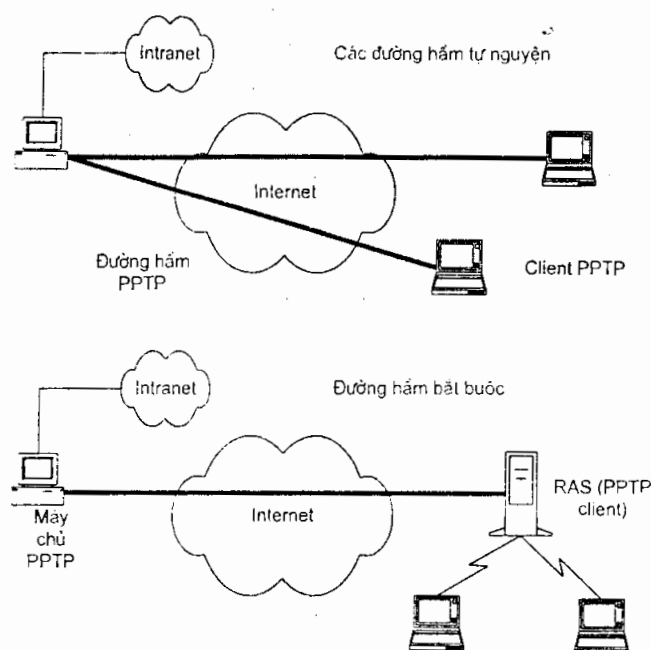 Intranet
Các đường hầm tự nguyện
Internet
Đường hầm
PPTP
Client PPTP
Intranet
Đường hầm bắt buộc
Internet
RAS (PPTP
client)
Máy
chủ
PPTP